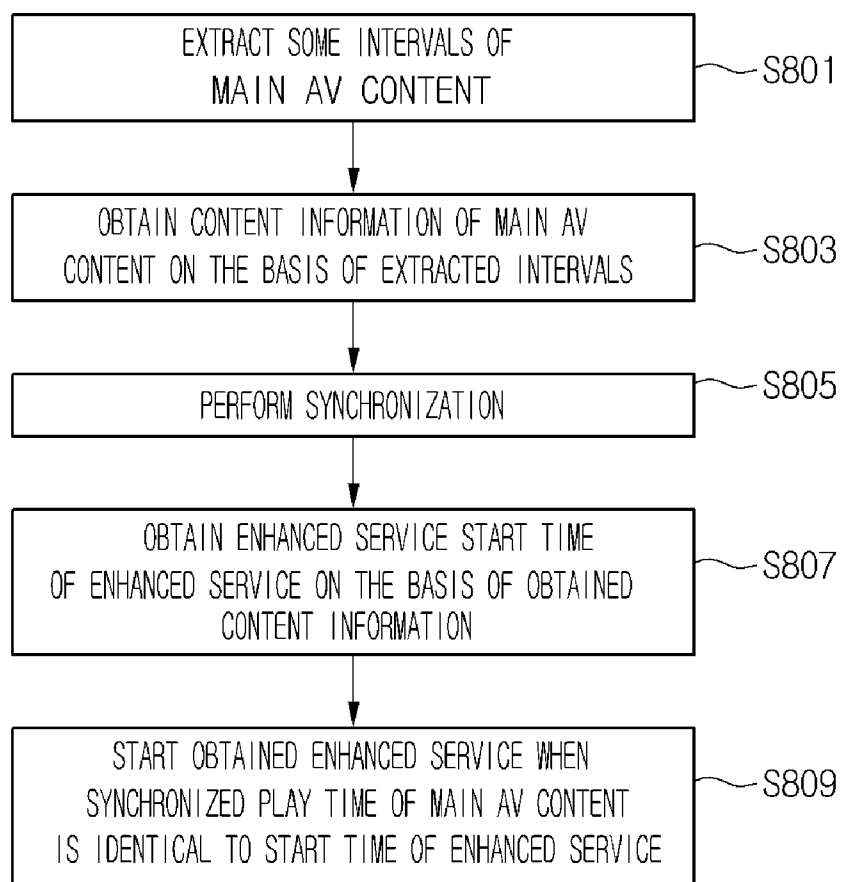 EXTRACT SOME INTERVALS OF
MAIN AV CONTENT
S801
OBTAIN CONTENT INFORMATION OF MAIN AV
CONTENT ON THE BASIS OF EXTRACTED INTERVALS
S803
PERFORM SYNCHRONIZATION
S805
OBTAIN ENHANCED SERVICE START TIME
OF ENHANCED SERVICE ON THE BASIS OF OBTAINED
CONTENT INFORMATION
S807
START OBTAINED ENHANCED SERVICE WHEN
SYNCHRONIZED PLAY TIME OF MAIN AV CONTENT
IS IDENTICAL TO START TIME OF ENHANCED SERVICE
S809